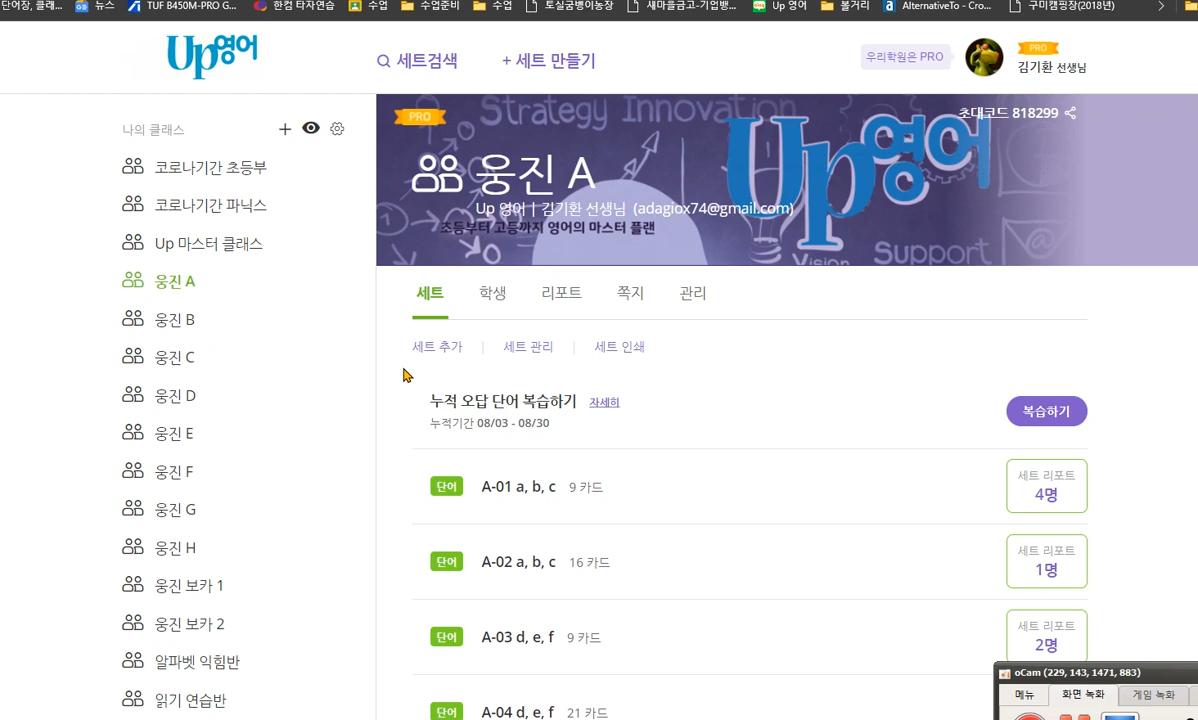 단어장, 클래...
뉴스
TUF B450M-PRO G...
한컴 타자연습
수업
수업준비
수업
토실굼벵이농장
새마을금고-기업뱅...
Up 영어
볼거리
AlternativeTo - Cro...
구미캠핑장(2018년)
Up영어
세트검색
+ 세트 만들기
우리학원은 PRO
PRO
김기환 선생님
나의 클래스
코로나기간 초등부
코로나기간 파닉스
Up 마스터 클래스
웅진 A
웅진 B
웅진 C
웅진 D
웅진 E
웅진 F
웅진 G
웅진 H
웅진 보카 1
웅진 보카 2
알파벳 익힘반
읽기 연습반
PRO
Strategy Innovation
초대코드 818299
웅진 A
Up영어
Up 영어 | 김기환 선생님 (adagiox74@gmail.com)
초등부터 고등까지 영어의 마스터 플랜
Vision
Support
세트 학생 리포트 쪽지 관리
세트 추가 | 세트 관리 | 세트 인쇄
누적 오답 단어 복습하기 자세히
누적기간 08/03 - 08/30
복습하기
단어 A-01 a, b, c 9 카드
세트 리포트
4명
단어 A-02 a, b, c 16 카드
세트 리포트
1명
단어 A-03 d, e, f 9 카드
세트 리포트
2명
단어 A-04 d, e, f 21 카드
oCam (229, 143, 1471, 883)
메뉴 화면 녹화 게임 녹화